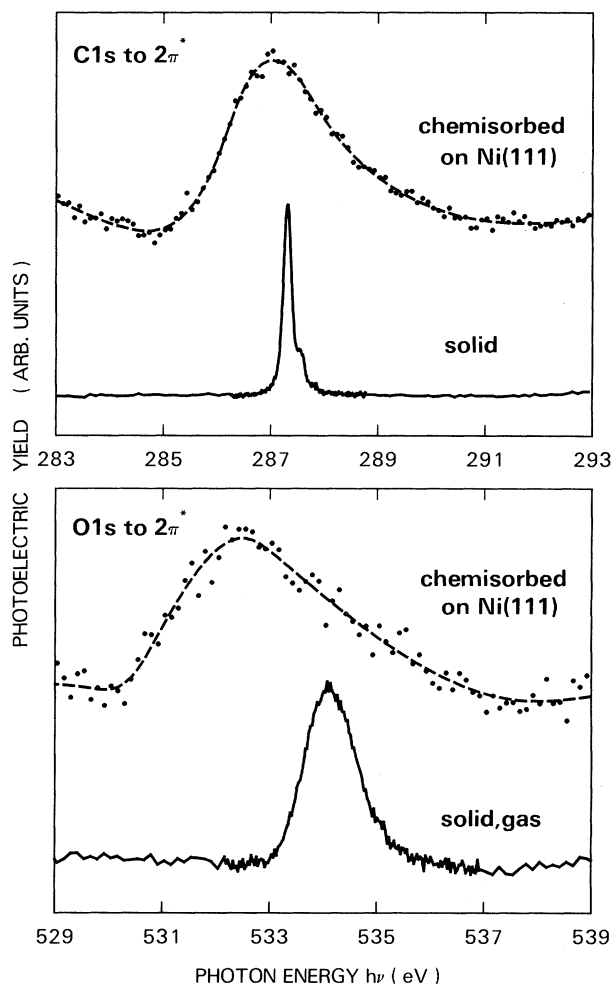 C1s to 2π*
chemisorbed
on Ni(111)
solid
283 285 287 289 291 293
PHOTOELECTRIC YIELD ( ARB. UNITS )
O1s to 2π*
chemisorbed
on Ni(111)
solid,gas
529 531 533 535 537 539
PHOTON ENERGY hν ( eV )